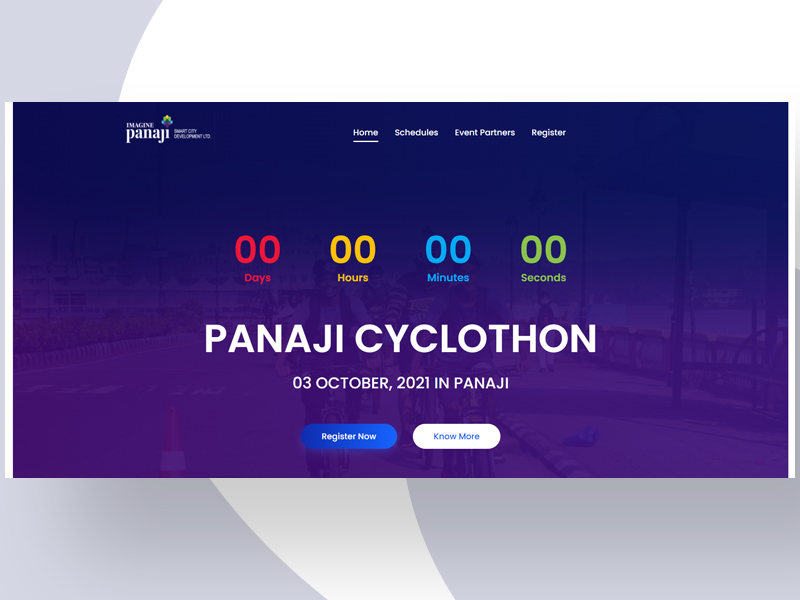 IMAGINE
panaji SMART CITY
DEVELOPMENT LTD.
Home Schedules Event Partners Register
00 00 00 00
Days Hours Minutes Seconds
PANAJI CYCLOTHON
03 OCTOBER, 2021 IN PANAJI
Register Now Know More